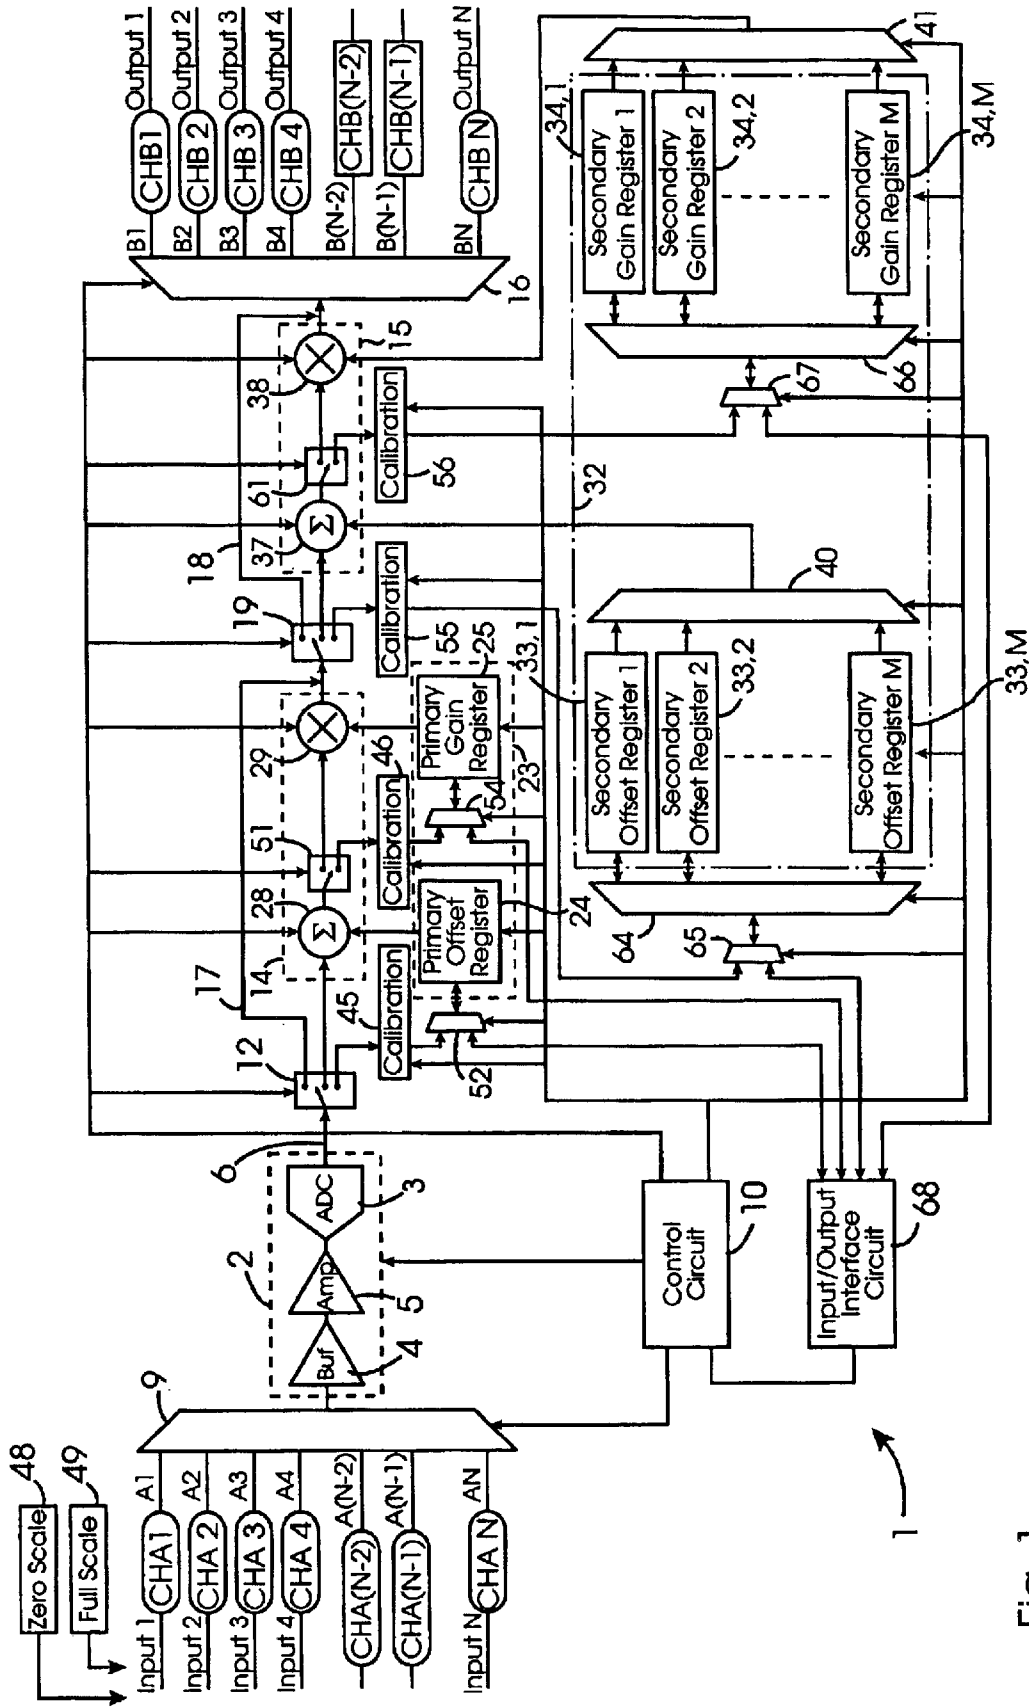 Zero Scale
48
Full Scale
49
Input 1
CHA 1
A1
Input 2
CHA 2
A2
Input 3
CHA 3
A3
Input 4
CHA 4
A4
CHA(N-2)
A(N-2)
CHA(N-1)
A(N-1)
Input N
CHA N
AN
9
2
Buf
4
Amp
5
ADC
3
6
12
17
14
28
Σ
51
29
X
45
Calibration
46
Calibration
52
54
Primary
Offset
Register
24
Primary
Gain
Register
25
23
19
18
55
Calibration
37
Σ
61
38
X
15
56
Calibration
16
B1
CHB1
Output 1
B2
CHB 2
Output 2
B3
CHB 3
Output 3
B4
CHB 4
Output 4
B(N-2)
CHB(N-2)
B(N-1)
CHB(N-1)
BN
CHB N
Output N
Control
Circuit
10
Input/Output
Interface
Circuit
68
64
65
33,1
Secondary
Offset Register 1
Secondary
Offset Register 2
33,2
Secondary
Offset Register M
33,M
40
32
66
67
34,1
Secondary
Gain Register 1
Secondary
Gain Register 2
34,2
Secondary
Gain Register M
34,M
41
1
Fig. 1